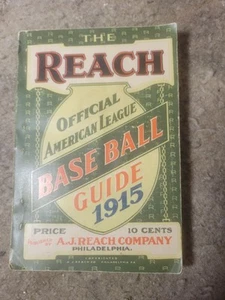 THE
REACH
OFFICIAL
AMERICAN LEAGUE
BASE BALL
GUIDE
1915
PRICE 10 CENTS
A.J. REACH COMPANY
PHILADELPHIA.